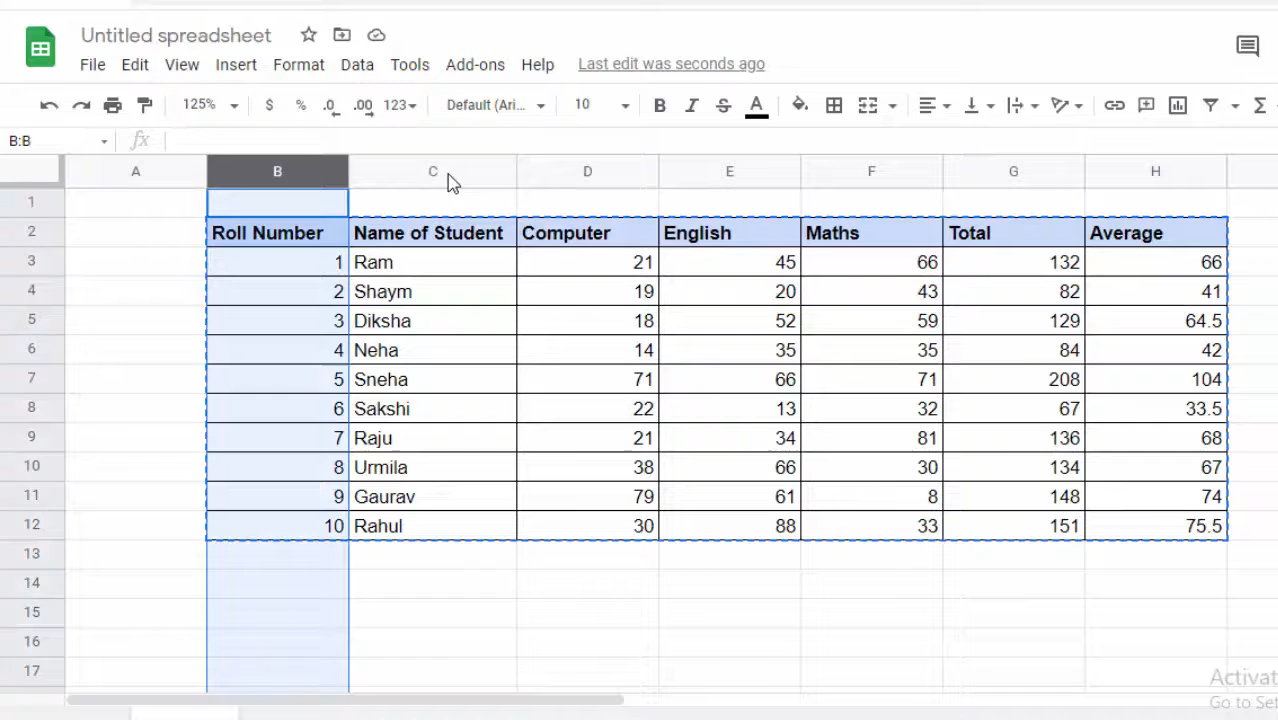 Untitled spreadsheet
File Edit View Insert Format Data Tools Add-ons Help Last edit was seconds ago
125% $ % .0 .00 123 Default (Ari... 10 B I S A Σ
B:B fx
A B C D E F G H
1
2 Roll Number Name of Student Computer English Maths Total Average
3 1 Ram 21 45 66 132 66
4 2 Shaym 19 20 43 82 41
5 3 Diksha 18 52 59 129 64.5
6 4 Neha 14 35 35 84 42
7 5 Sneha 71 66 71 208 104
8 6 Sakshi 22 13 32 67 33.5
9 7 Raju 21 34 81 136 68
10 8 Urmila 38 66 30 134 67
11 9 Gaurav 79 61 8 148 74
12 10 Rahul 30 88 33 151 75.5
13
14
15
16
17
Activat
Go to Set